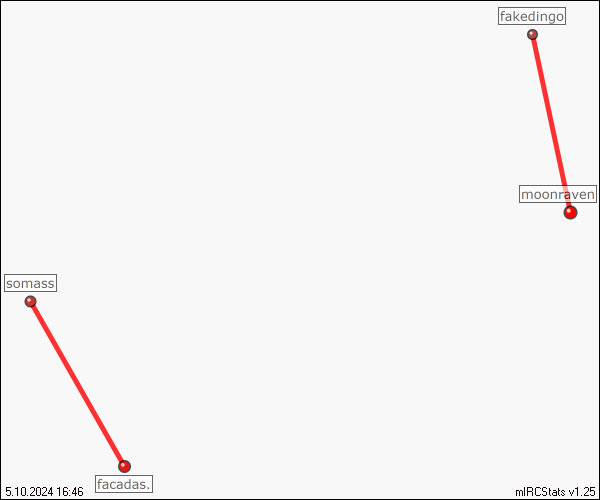 fakedingo
moonraven
somass
facadas.
5.10.2024 16:46
mIRCStats v1.25